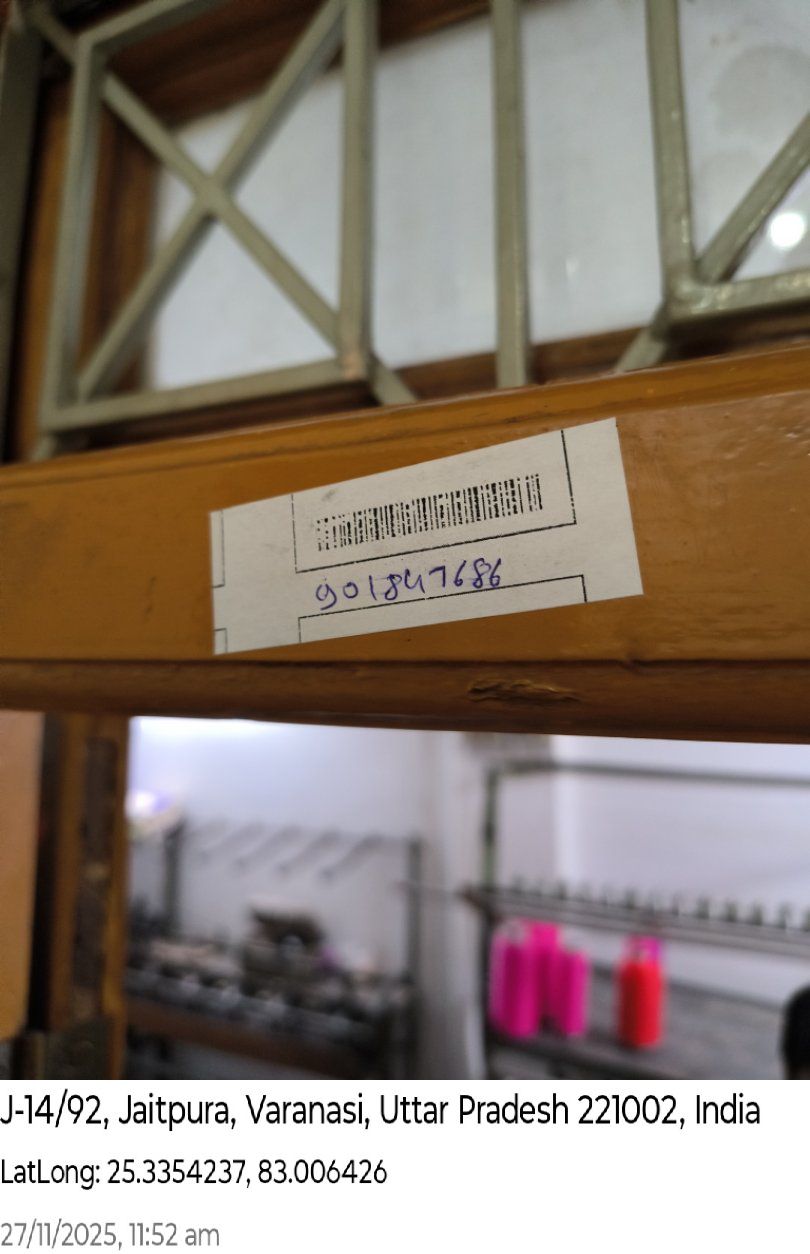 901847686
J-14/92, Jaitpura, Varanasi, Uttar Pradesh 221002, India
LatLong: 25.3354237, 83.006426
27/11/2025, 11:52 am